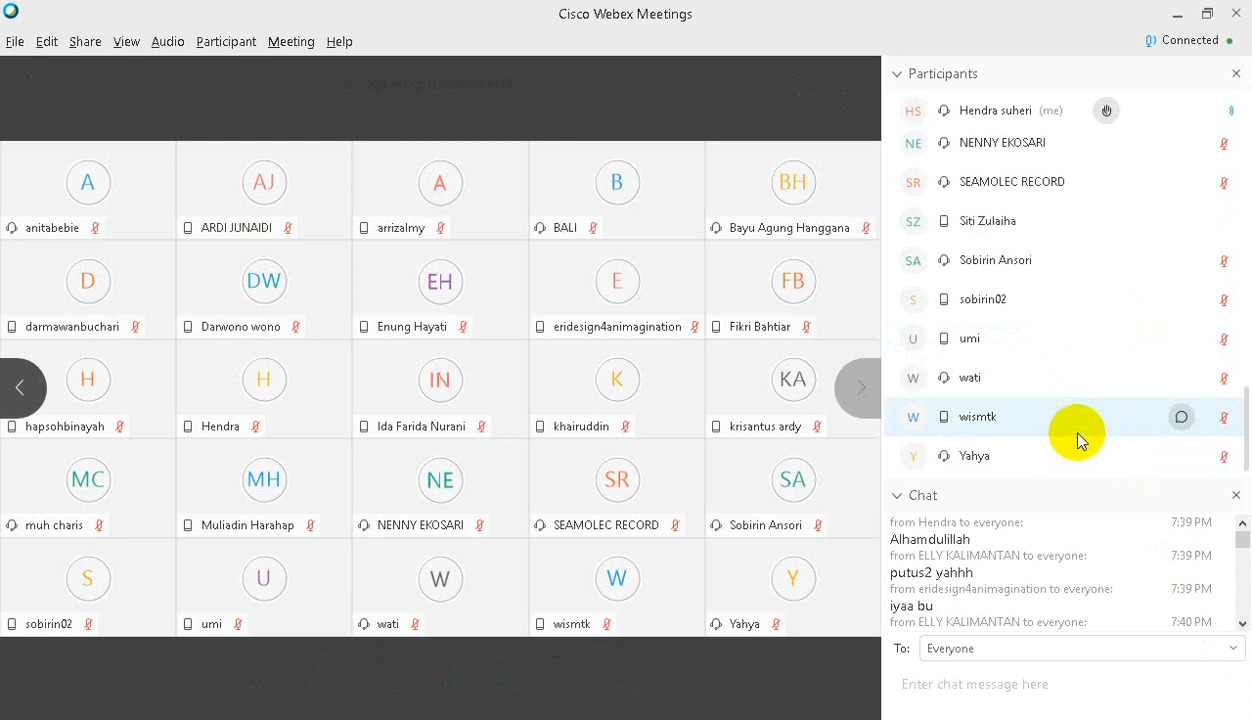 Cisco Webex Meetings
File Edit Share View Audio Participant Meeting Help
Connected
A
anitabebie
AJ
ARDI JUNAIDI
A
arrizalmy
B
BALI
BH
Bayu Agung Hanggana
D
darmawanbuchari
DW
Darwono wono
EH
Enung Hayati
E
eridesign4animagination
FB
Fikri Bahtiar
H
hapsohbinayah
H
Hendra
IN
Ida Farida Nurani
K
khairuddin
KA
krisantus ardy
MC
muh charis
MH
Muliadin Harahap
NE
NENNY EKOSARI
SR
SEAMOLEC RECORD
SA
Sobirin Ansori
S
sobirin02
U
umi
W
wati
W
wismtk
Y
Yahya
Participants
HS Hendra suheri (me)
NE NENNY EKOSARI
SR SEAMOLEC RECORD
SZ Siti Zulaiha
SA Sobirin Ansori
S sobirin02
U umi
W wati
W wismtk
Y Yahya
Chat
from Hendra to everyone: 7:39 PM
Alhamdulillah
from ELLY KALIMANTAN to everyone: 7:39 PM
putus2 yahhh
from eridesign4animagination to everyone: 7:39 PM
iyaa bu
from ELLY KALIMANTAN to everyone: 7:40 PM
To: Everyone
Enter chat message here